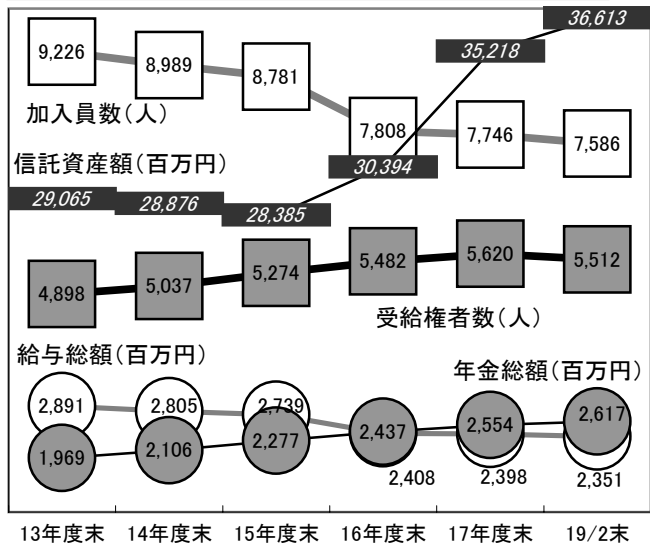 36,613
9,226
8,989
8,781
35,218
加入員数(人)
7,808
7,746
7,586
信託資産額(百万円)
30,394
29,065
28,876
28,385
4,898
5,037
5,274
5,482
5,620
5,512
受給権者数(人)
給与総額(百万円)
年金総額(百万円)
2,891
2,805
2,739
1,969
2,106
2,277
2,437
2,554
2,617
2,408
2,398
2,351
13年度末
14年度末
15年度末
16年度末
17年度末
19/2末